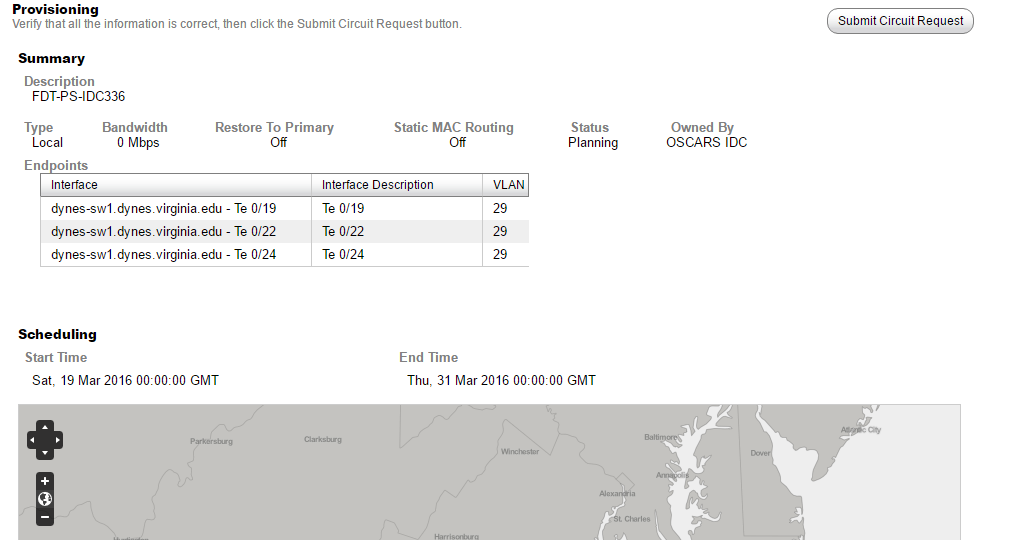 Provisioning
Verify that all the information is correct, then click the Submit Circuit Request button.
Submit Circuit Request
Summary
Description
FDT-PS-IDC336
Type Bandwidth Restore To Primary Static MAC Routing Status Owned By
Local 0 Mbps Off Off Planning OSCARS IDC
Endpoints
Interface Interface Description VLAN
dynes-sw1.dynes.virginia.edu - Te 0/19 Te 0/19 29
dynes-sw1.dynes.virginia.edu - Te 0/22 Te 0/22 29
dynes-sw1.dynes.virginia.edu - Te 0/24 Te 0/24 29
Scheduling
Start Time End Time
Sat, 19 Mar 2016 00:00:00 GMT Thu, 31 Mar 2016 00:00:00 GMT
Atlantic City
Parkersburg Clarksburg Baltimore
Winchester Dover
Annapolis
Alexandria
St. Charles
Harrisonburg